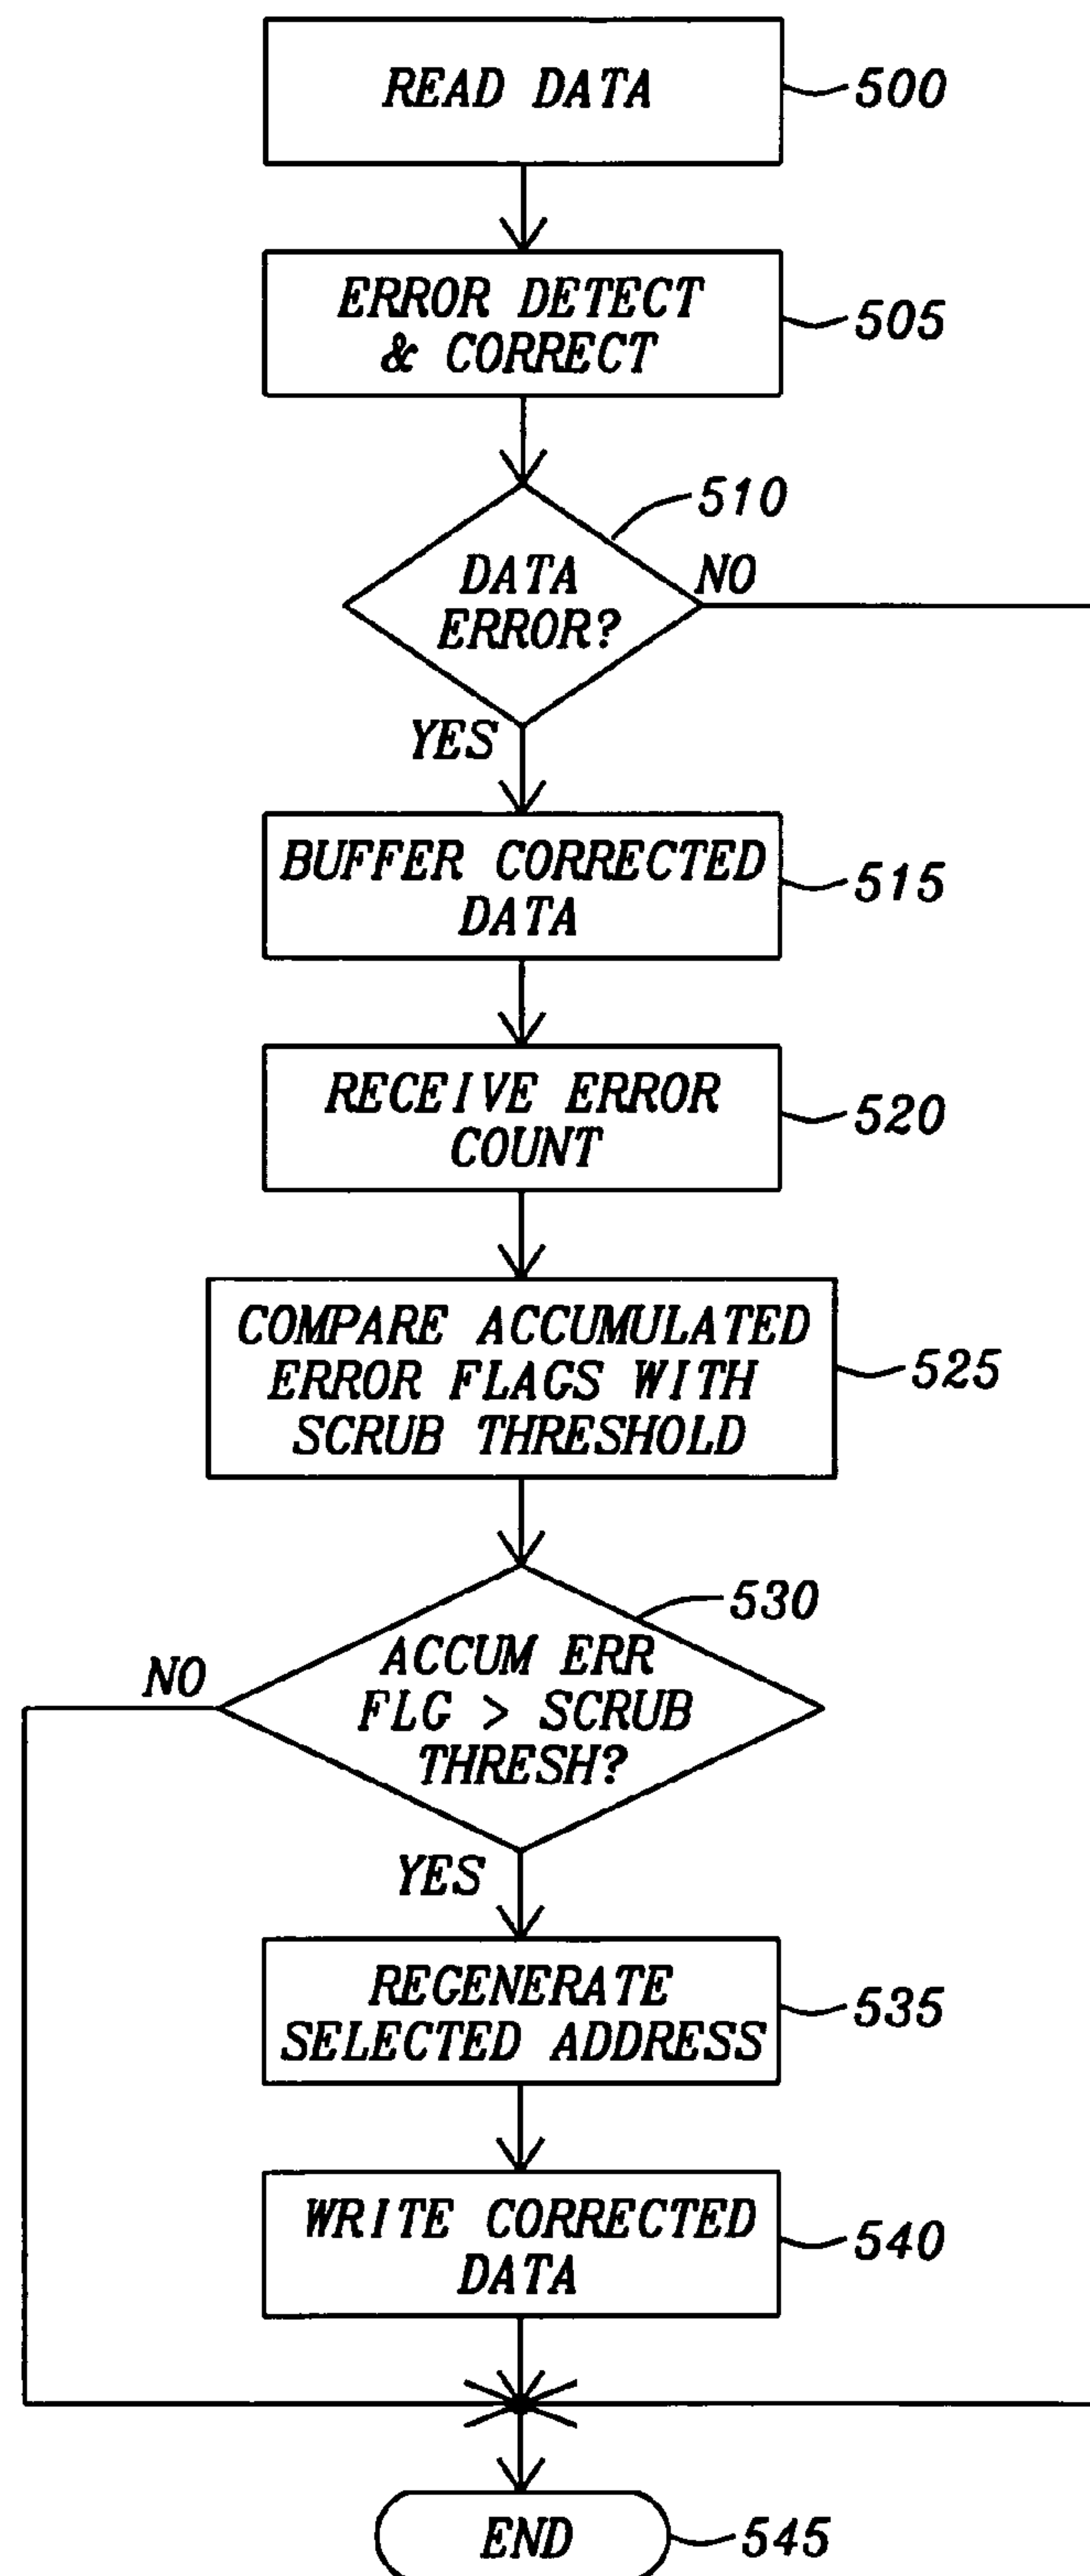 READ DATA
500
ERROR DETECT
& CORRECT
505
510
DATA
ERROR?
NO
YES
BUFFER CORRECTED
DATA
515
RECEIVE ERROR
COUNT
520
COMPARE ACCUMULATED
ERROR FLAGS WITH
SCRUB THRESHOLD
525
530
ACCUM ERR
FLG > SCRUB
THRESH?
NO
YES
REGENERATE
SELECTED ADDRESS
535
WRITE CORRECTED
DATA
540
END
545